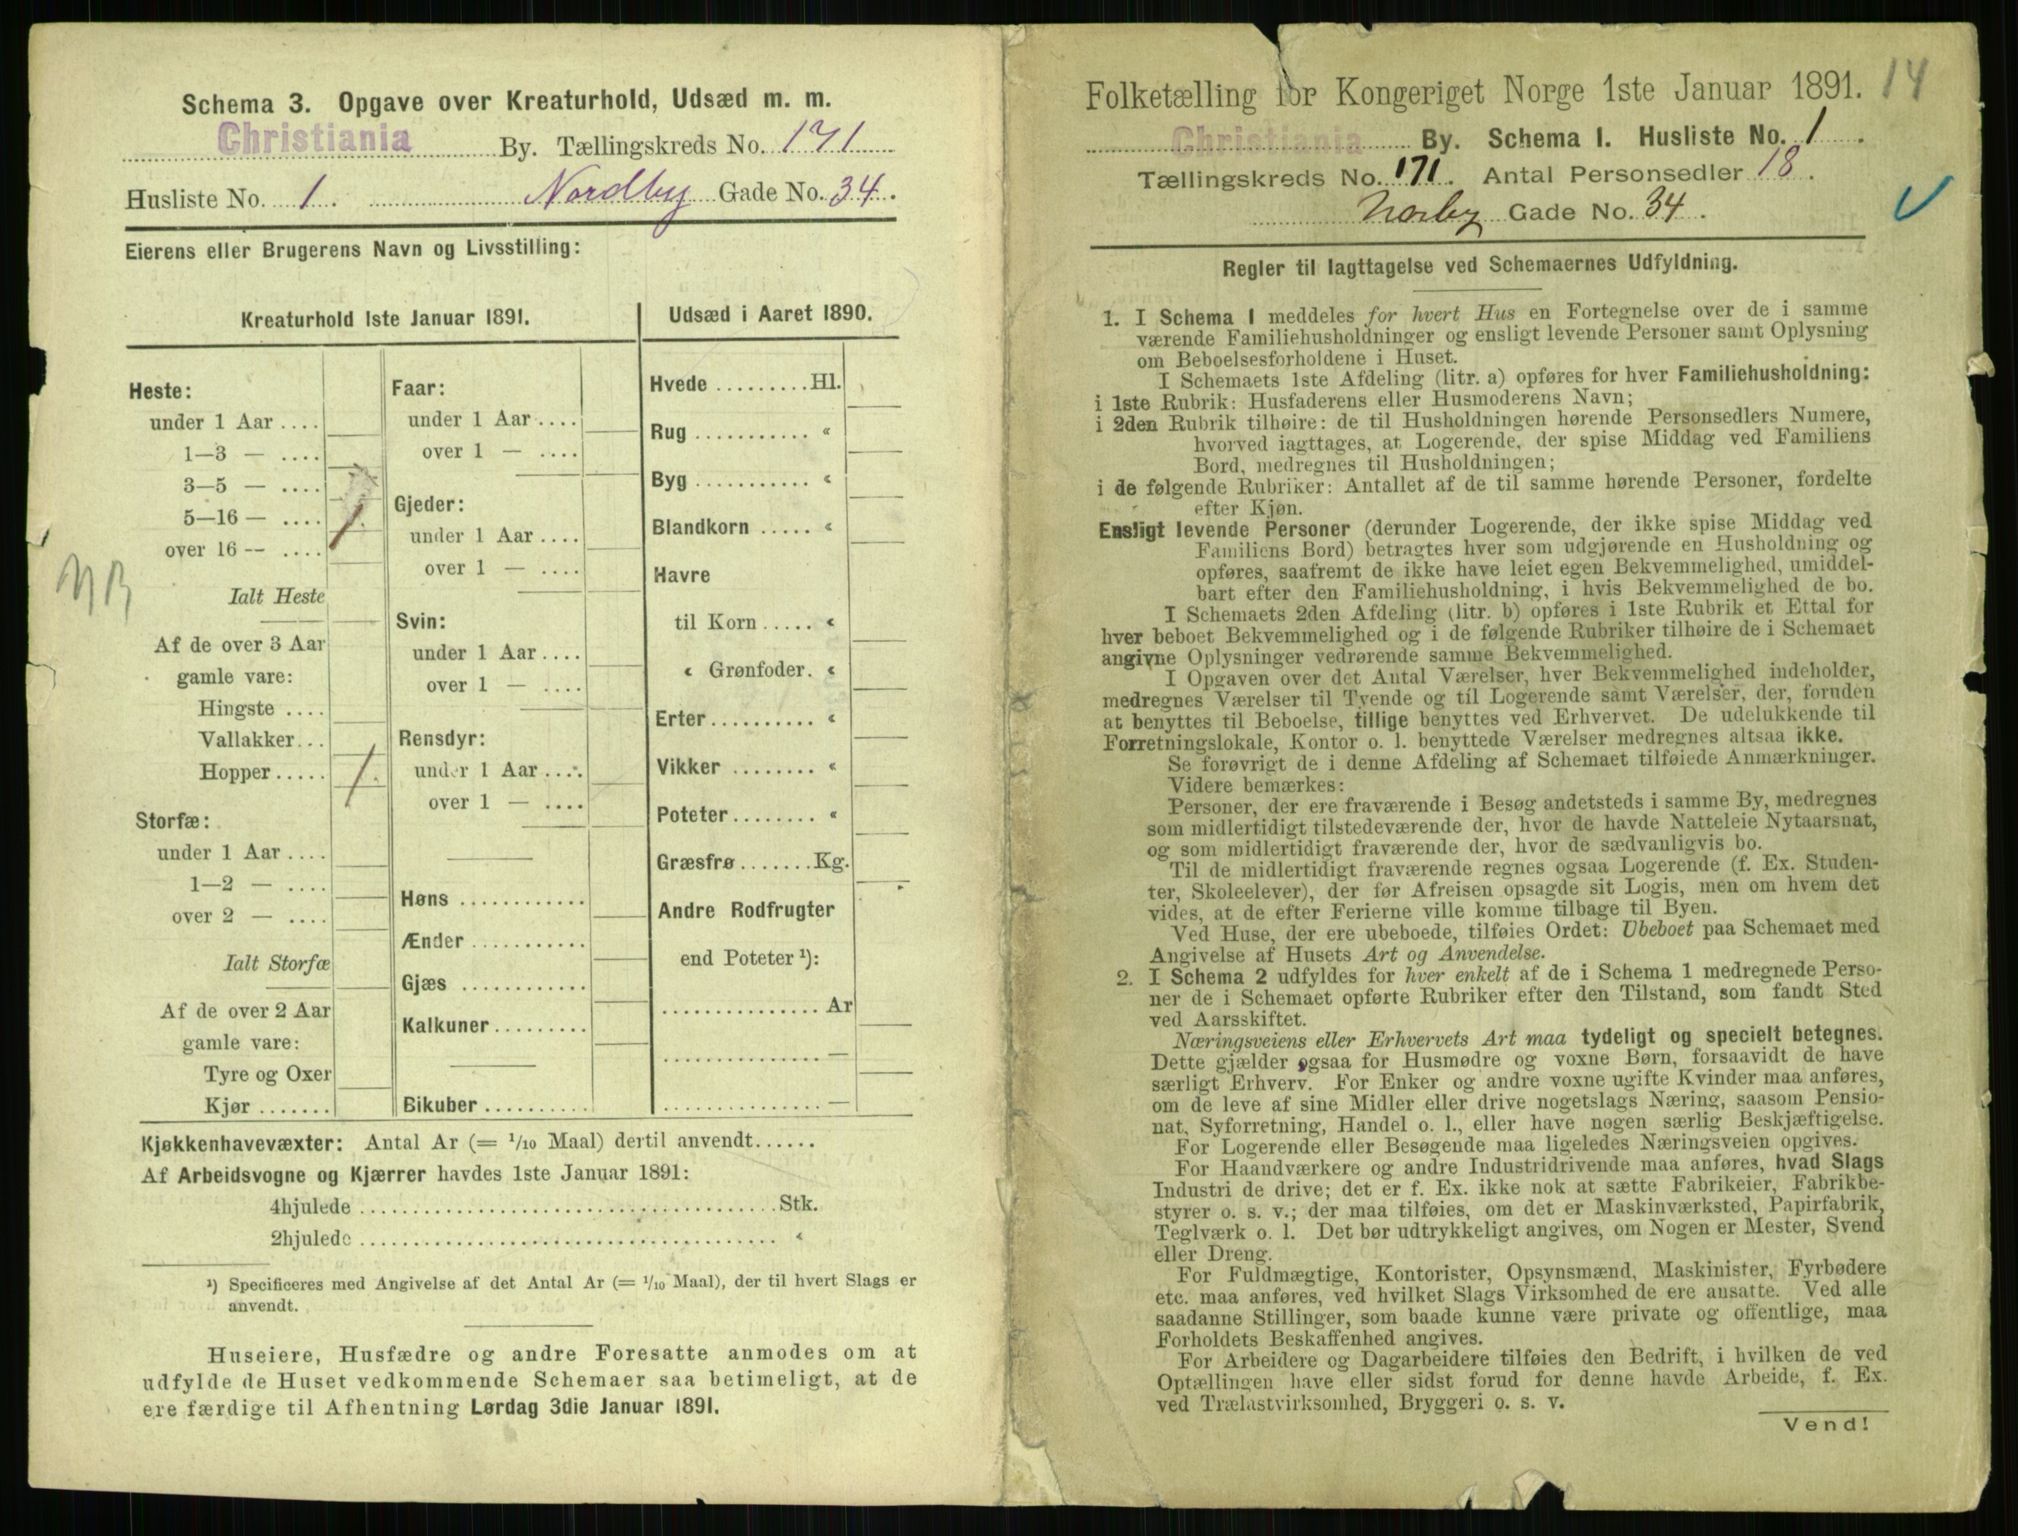 Schema 3. Opgave over Kreaturhold, Udsæd m. m.
Christiania By. Tællingskreds No. 171
Husliste No. 1. Nordby Gade No. 34.
Eierens eller Brugerens Navn og Livsstilling:
Kreaturhold 1ste Januar 1891.
Heste:
under 1 Aar ....
1—3 — ....
3—5 — ....
5—16 — .... 1.
over 16 — ....
NB
Ialt Heste
Af de over 3 Aar
gamle vare:
Hingste ....
Vallakker...
Hopper..... 1.
Storfæ:
under 1 Aar ....
1—2 — ....
over 2 — ....
Ialt Storfæ
Af de over 2 Aar
gamle vare:
Tyre og Oxer
Kjør.......
Faar:
under 1 Aar ....
over 1 — ....
Gjeder:
under 1 Aar ....
over 1 — ....
Svin:
under 1 Aar ....
over 1 — ....
Rensdyr:
under 1 Aar ....
over 1 — ....
Høns ............
Ænder ...........
Gjæs ............
Kalkuner.........
Bikuber..........
Udsæd i Aaret 1890.
Hvede .........Hl.
Rug ........... «
Byg ........... «
Blandkorn ..... «
Havre
til Korn ..... «
« Grønfoder. «
Erter.......... «
Vikker ........ «
Poteter........ «
Græsfrø.......Kg.
Andre Rodfrugter
end Poteter ¹):
............... Ar
............... —
............... —
Kjøkkenhavevæxter: Antal Ar (= 1/10 Maal) dertil anvendt......
Af Arbeidsvogne og Kjærrer havdes 1ste Januar 1891:
4hjulede ......................................Stk.
2hjulede ...................................... «
¹) Specificeres med Angivelse af det Antal Ar (= 1/10 Maal), der til hvert Slags er
anvendt.
Huseiere, Husfædre og andre Foresatte anmodes om at
udfylde de Huset vedkommende Schemaer saa betimeligt, at de
ere færdige til Afhentning Lørdag 3die Januar 1891.
Folketælling for Kongeriget Norge 1ste Januar 1891. 14
Christiania By. Schema I. Husliste No. 1.
Tællingskreds No. 171. Antal Personsedler 18.
Norby Gade No. 34.
Regler til Iagttagelse ved Schemaernes Udfyldning.
1. I Schema I meddeles for hvert Hus en Fortegnelse over de i samme
værende Familiehusholdninger og ensligt levende Personer samt Oplysning
om Beboelsesforholdene i Huset.
I Schemaets 1ste Afdeling (litr. a) opføres for hver Familiehusholdning:
i 1ste Rubrik: Husfaderens eller Husmoderens Navn;
i 2den Rubrik tilhøire: de til Husholdningen hørende Personsedlers Numere,
hvorved iagttages, at Logerende, der spise Middag ved Familiens
Bord, medregnes til Husholdningen;
i de følgende Rubriker: Antallet af de til samme hørende Personer, fordelte
efter Kjøn.
Ensligt levende Personer (derunder Logerende, der ikke spise Middag ved
Familiens Bord) betragtes hver som udgjørende en Husholdning og
opføres, saafremt de ikke have leiet egen Bekvemmelighed, umiddel-
bart efter den Familiehusholdning, i hvis Bekvemmelighed de bo.
I Schemaets 2den Afdeling (litr. b) opføres i 1ste Rubrik et Ettal for
hver beboet Bekvemmelighed og i de følgende Rubriker tilhøire de i Schemaet
angivne Oplysninger vedrørende samme Bekvemmelighed.
I Opgaven over det Antal Værelser, hver Bekvemmelighed indeholder,
medregnes Værelser til Tyende og til Logerende samt Værelser, der, foruden
at benyttes til Beboelse, tillige benyttes ved Erhvervet. De udelukkende til
Forretningslokale, Kontor o. l. benyttede Værelser medregnes altsaa ikke.
Se forøvrigt de i denne Afdeling af Schemaet tilføiede Anmærkninger.
Videre bemærkes:
Personer, der ere fraværende i Besøg andetsteds i samme By, medregnes
som midlertidigt tilstedeværende der, hvor de havde Natteleie Nytaarsnat,
og som midlertidigt fraværende der, hvor de sædvanligvis bo.
Til de midlertidigt fraværende regnes ogsaa Logerende (f. Ex. Studen-
ter, Skoleelever), der før Afreisen opsagde sit Logis, men om hvem det
vides, at de efter Ferierne ville komme tilbage til Byen.
Ved Huse, der ere ubeboede, tilføies Ordet: Ubeboet paa Schemaet med
Angivelse af Husets Art og Anvendelse.
2. I Schema 2 udfyldes for hver enkelt af de i Schema 1 medregnede Perso-
ner de i Schemaet opførte Rubriker efter den Tilstand, som fandt Sted
ved Aarsskiftet.
Næringsveiens eller Erhvervets Art maa tydeligt og specielt betegnes.
Dette gjælder ogsaa for Husmødre og voxne Børn, forsaavidt de have
særligt Erhverv. For Enker og andre voxne ugifte Kvinder maa anføres,
om de leve af sine Midler eller drive nogetslags Næring, saasom Pensio-
nat, Syforretning, Handel o. l., eller have nogen særlig Beskjæftigelse.
For Logerende eller Besøgende maa ligeledes Næringsveien opgives.
For Haandværkere og andre Industridrivende maa anføres, hvad Slags
Industri de drive; det er f. Ex. ikke nok at sætte Fabrikeier, Fabrikbe-
styrer o. s. v.; der maa tilføies, om det er Maskinværksted, Papirfabrik,
Teglværk o. l. Det bør udtrykkeligt angives, om Nogen er Mester, Svend
eller Dreng.
For Fuldmægtige, Kontorister, Opsynsmænd, Maskinister, Fyrbødere
etc. maa anføres, ved hvilket Slags Virksomhed de ere ansatte. Ved alle
saadanne Stillinger, som baade kunne være private og offentlige, maa
Forholdets Beskaffenhed angives.
For Arbeidere og Dagarbeidere tilføies den Bedrift, i hvilken de ved
Optællingen have eller sidst forud for denne havde Arbeide, f. Ex.
ved Trælastvirksomhed, Bryggeri o. s. v.
Vend!